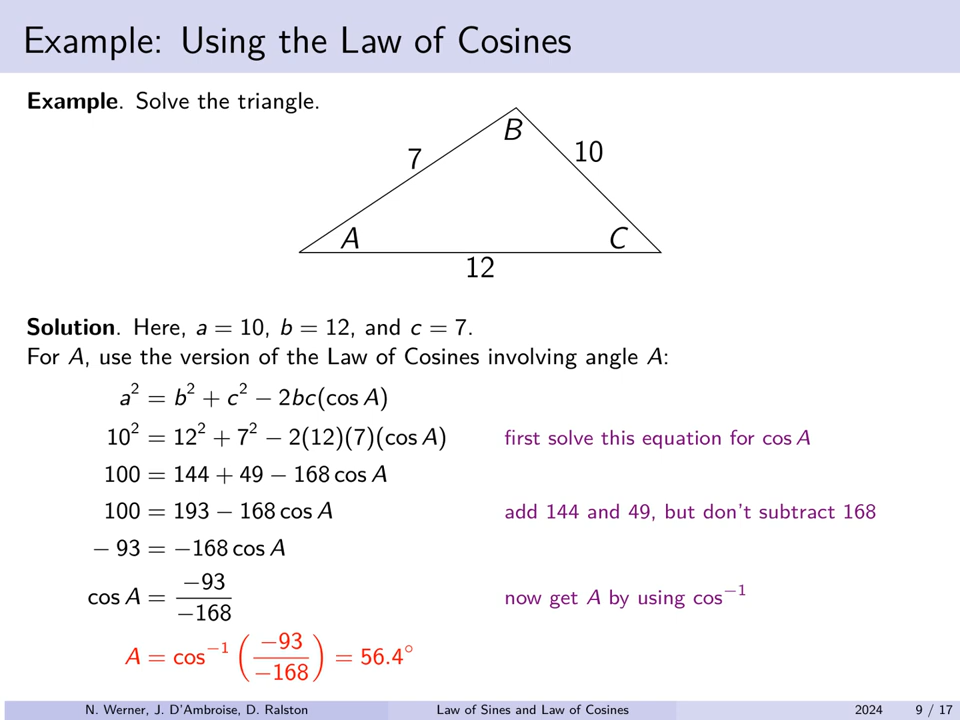 Example: Using the Law of Cosines
Example. Solve the triangle.
B
7
10
A
C
12
Solution. Here, a = 10, b = 12, and c = 7.
For A, use the version of the Law of Cosines involving angle A:
a² = b² + c² − 2bc(cos A)
10² = 12² + 7² − 2(12)(7)(cos A) first solve this equation for cos A
100 = 144 + 49 − 168 cos A
100 = 193 − 168 cos A add 144 and 49, but don't subtract 168
− 93 = −168 cos A
cos A = −93/−168 now get A by using cos⁻¹
A = cos⁻¹ (−93/−168) = 56.4°
N. Werner, J. D'Ambroise, D. Ralston Law of Sines and Law of Cosines 2024 9 / 17